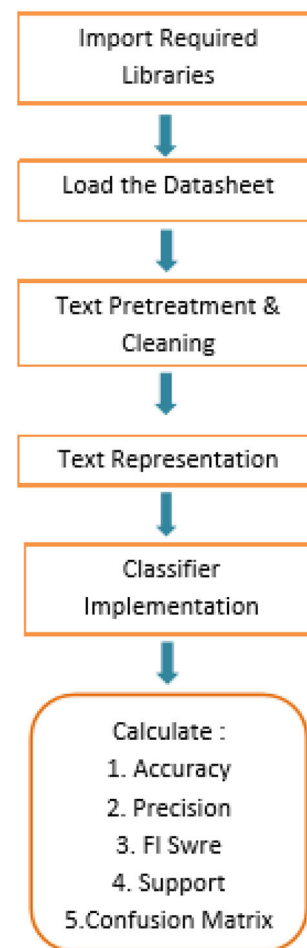 Import Required
Libraries
Load the Datasheet
Text Pretreatment &
Cleaning
Text Representation
Classifier
Implementation
Calculate :
1. Accuracy
2. Precision
3. FI Swre
4. Support
5.Confusion Matrix